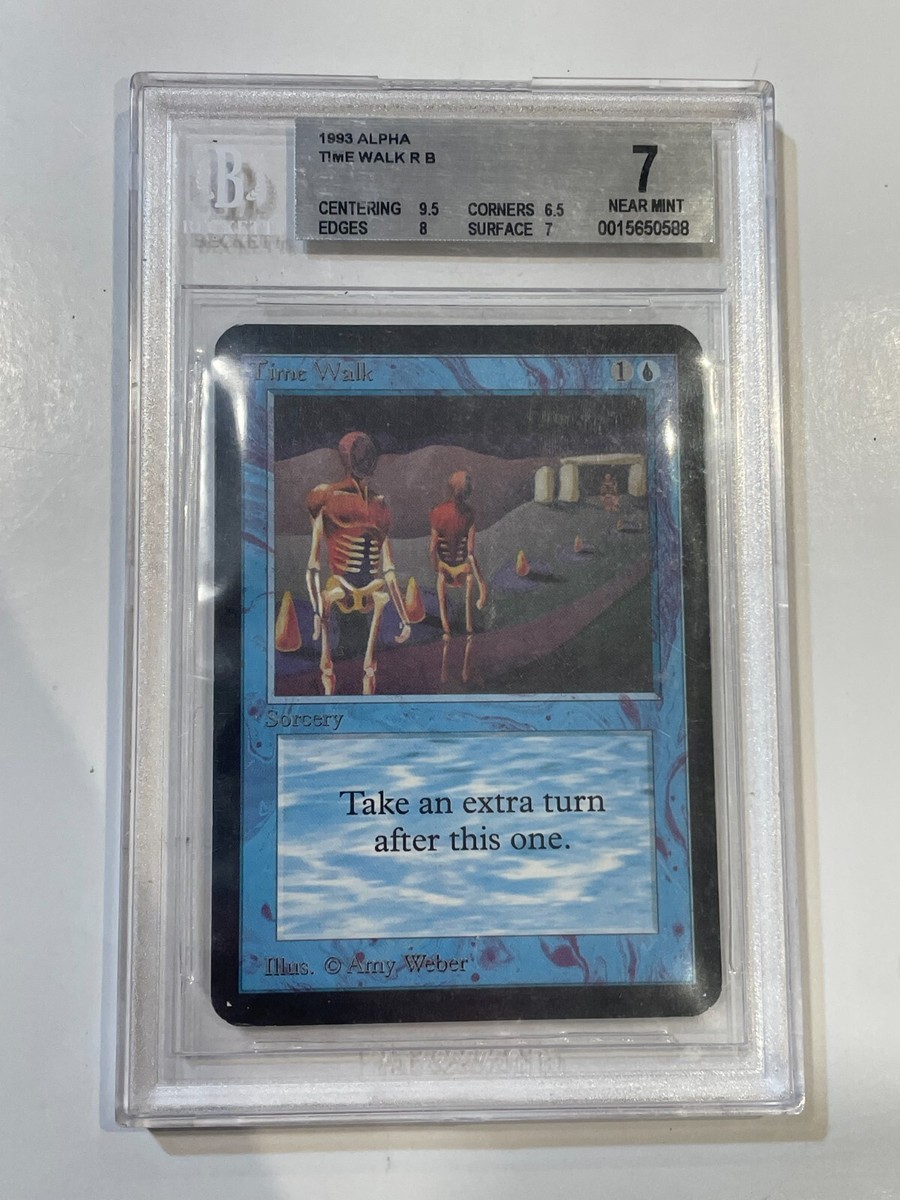 1993 ALPHA
TIME WALK R B
7
NEAR MINT
CENTERING 9.5 CORNERS 6.5
EDGES 8 SURFACE 7
0015650588
B
BECKETT
Time Walk 1
Sorcery
Take an extra turn
after this one.
Illus. © Amy Weber